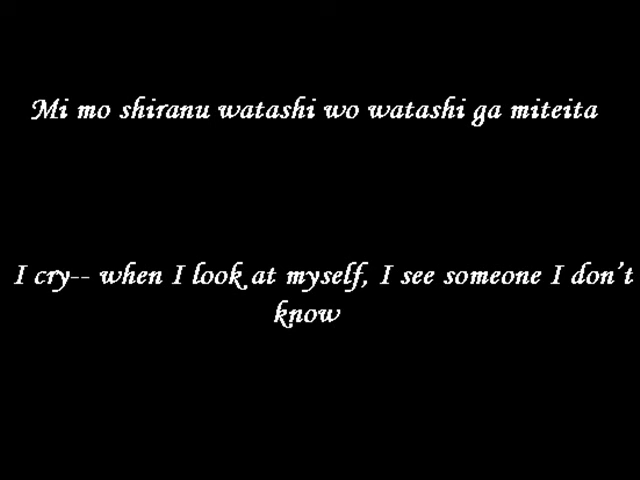 Mi mo shiranu watashi wo watashi ga miteita
I cry-- when I look at myself, I see someone I don't
know